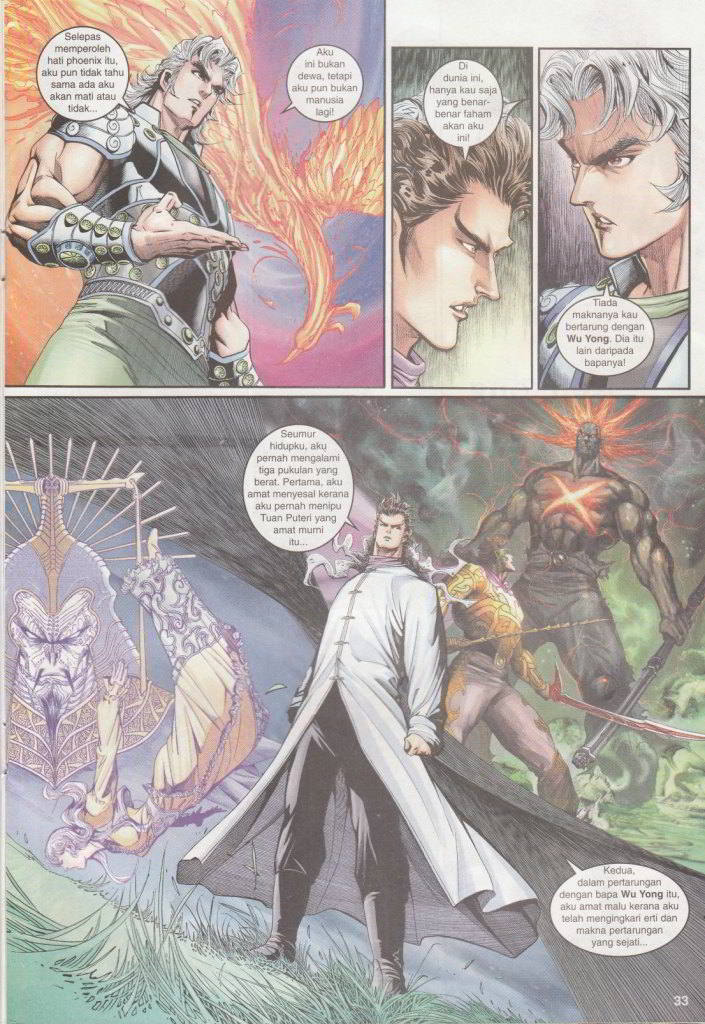 Selepas
memperoleh
hati phoenix itu,
aku pun tidak tahu
sama ada aku
akan mati atau
tidak...
Aku
ini bukan
dewa, tetapi
aku pun bukan
manusia
lagi!
Di
dunia ini,
hanya kau saja
yang benar-
benar faham
akan aku
ini!
Tiada
maknanya kau
bertarung dengan
Wu Yong. Dia itu
lain daripada
bapanya!
Seumur
hidupku, aku
pernah mengalami
tiga pukulan yang
berat. Pertama, aku
amat menyesal kerana
aku pernah menipu
Tuan Puteri yang
amat murni
itu...
Kedua,
dalam pertarungan
dengan bapa Wu Yong itu,
aku amat malu kerana aku
telah mengingkari erti dan
makna pertarungan
yang sejati...
33